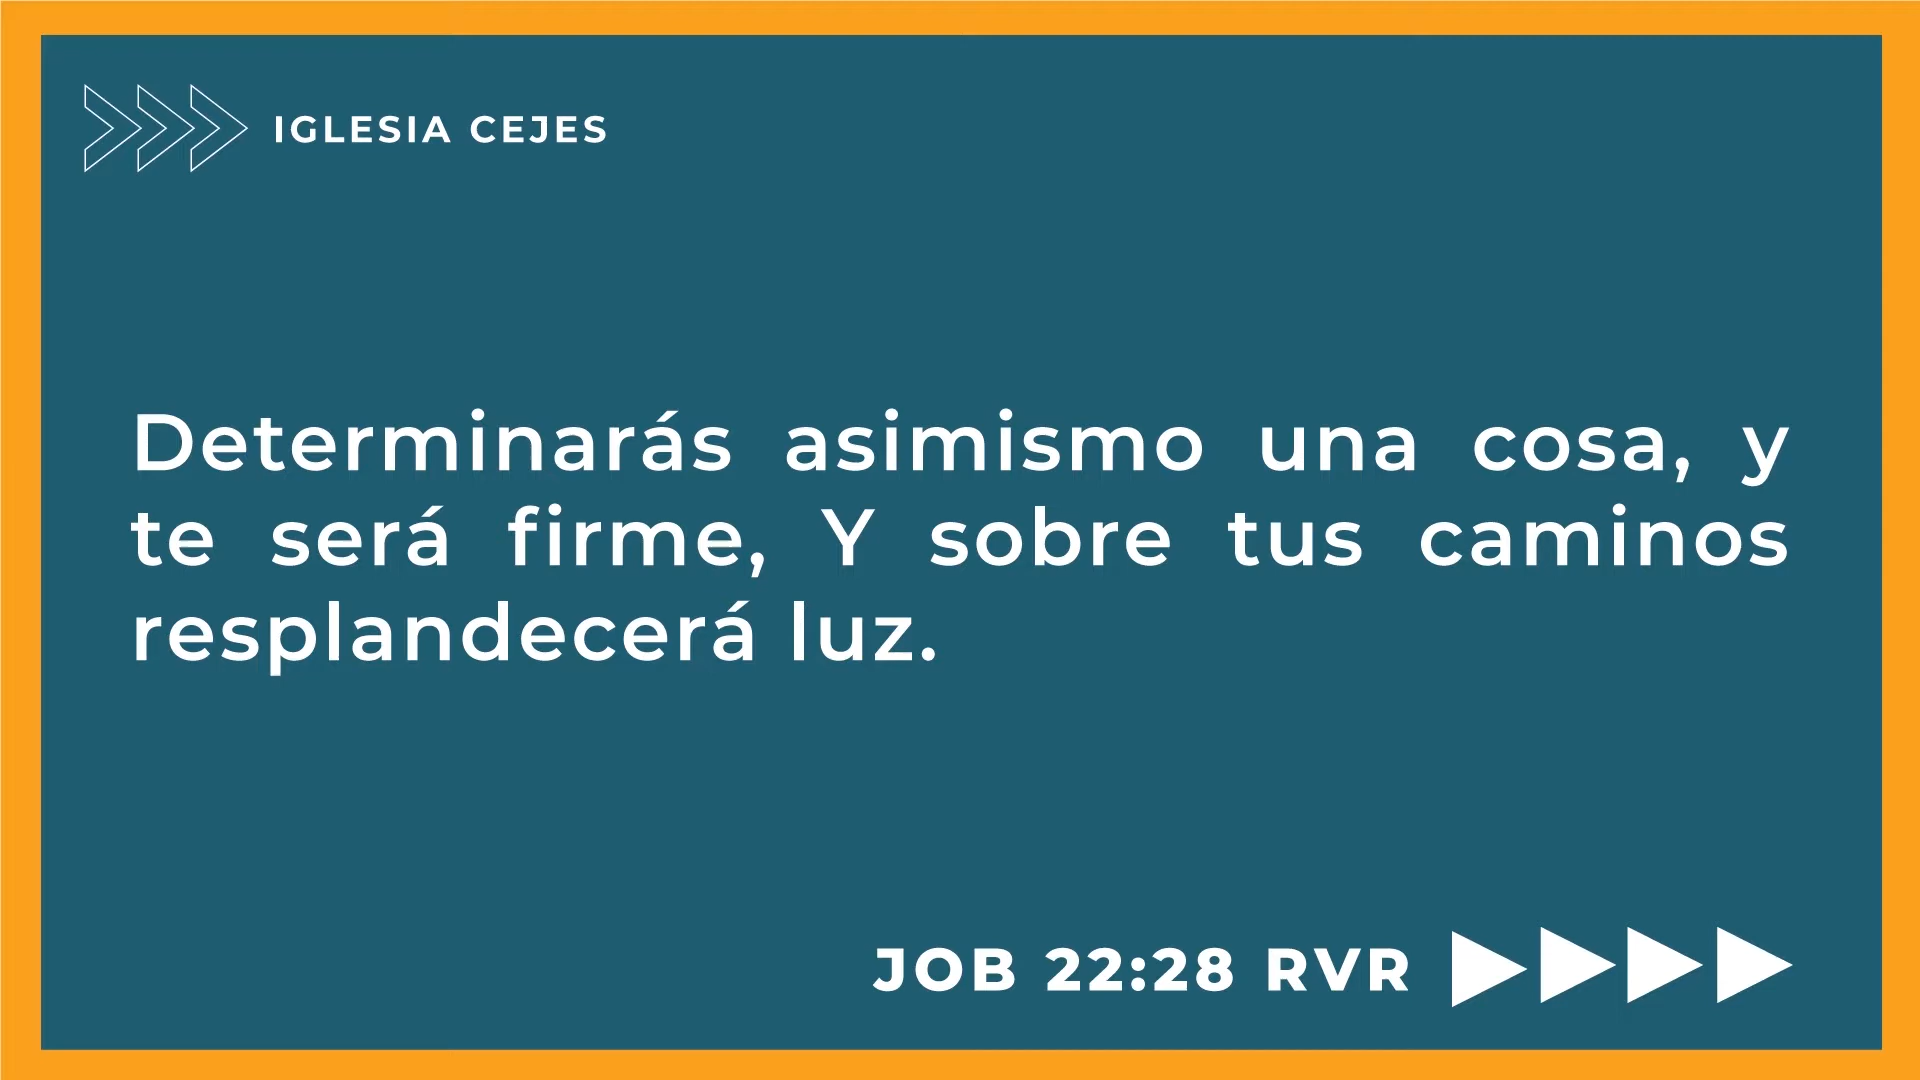 IGLESIA CEJES
Determinarás asimismo una cosa, y
te será firme, Y sobre tus caminos
resplandecerá luz.
JOB 22:28 RVR